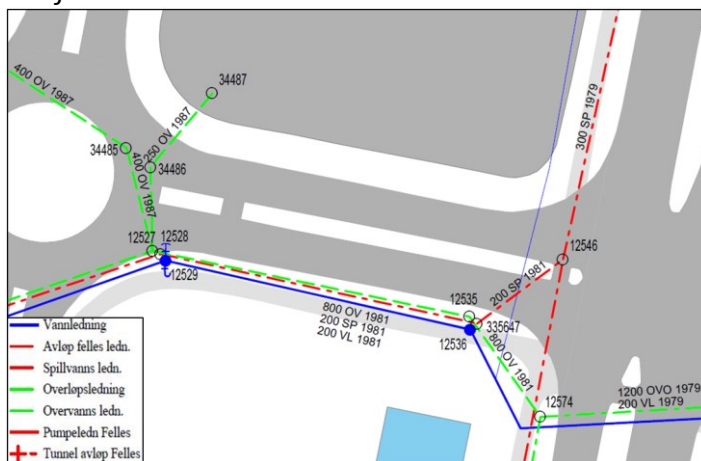 400 OV 1987
34487
250 OV 1987
34485
400 OV 1987
34486
300 SP 1979
12527
12528
12529
12546
200 SP 1981
12535
335647
12536
800 OV 1981
200 SP 1981
200 VL 1981
800 OV 1981
12574
1200 OVO 1979
200 VL 1979
Vannledning
Avløp felles ledn.
Spillvanns ledn.
Overløpsledning
Overvanns ledn.
Pumpeledn Felles
Tunnel avløp Felles